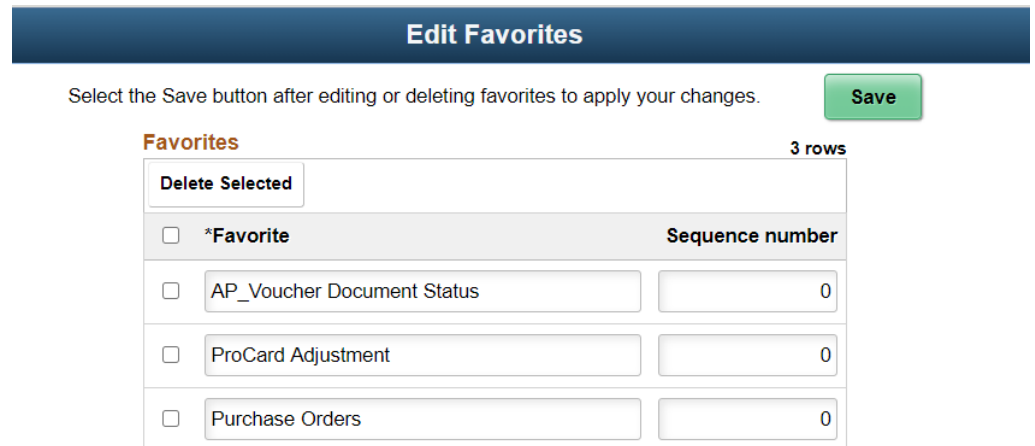 Edit Favorites
Select the Save button after editing or deleting favorites to apply your changes. Save
Favorites 3 rows
Delete Selected
*Favorite Sequence number
AP_Voucher Document Status 0
ProCard Adjustment 0
Purchase Orders 0